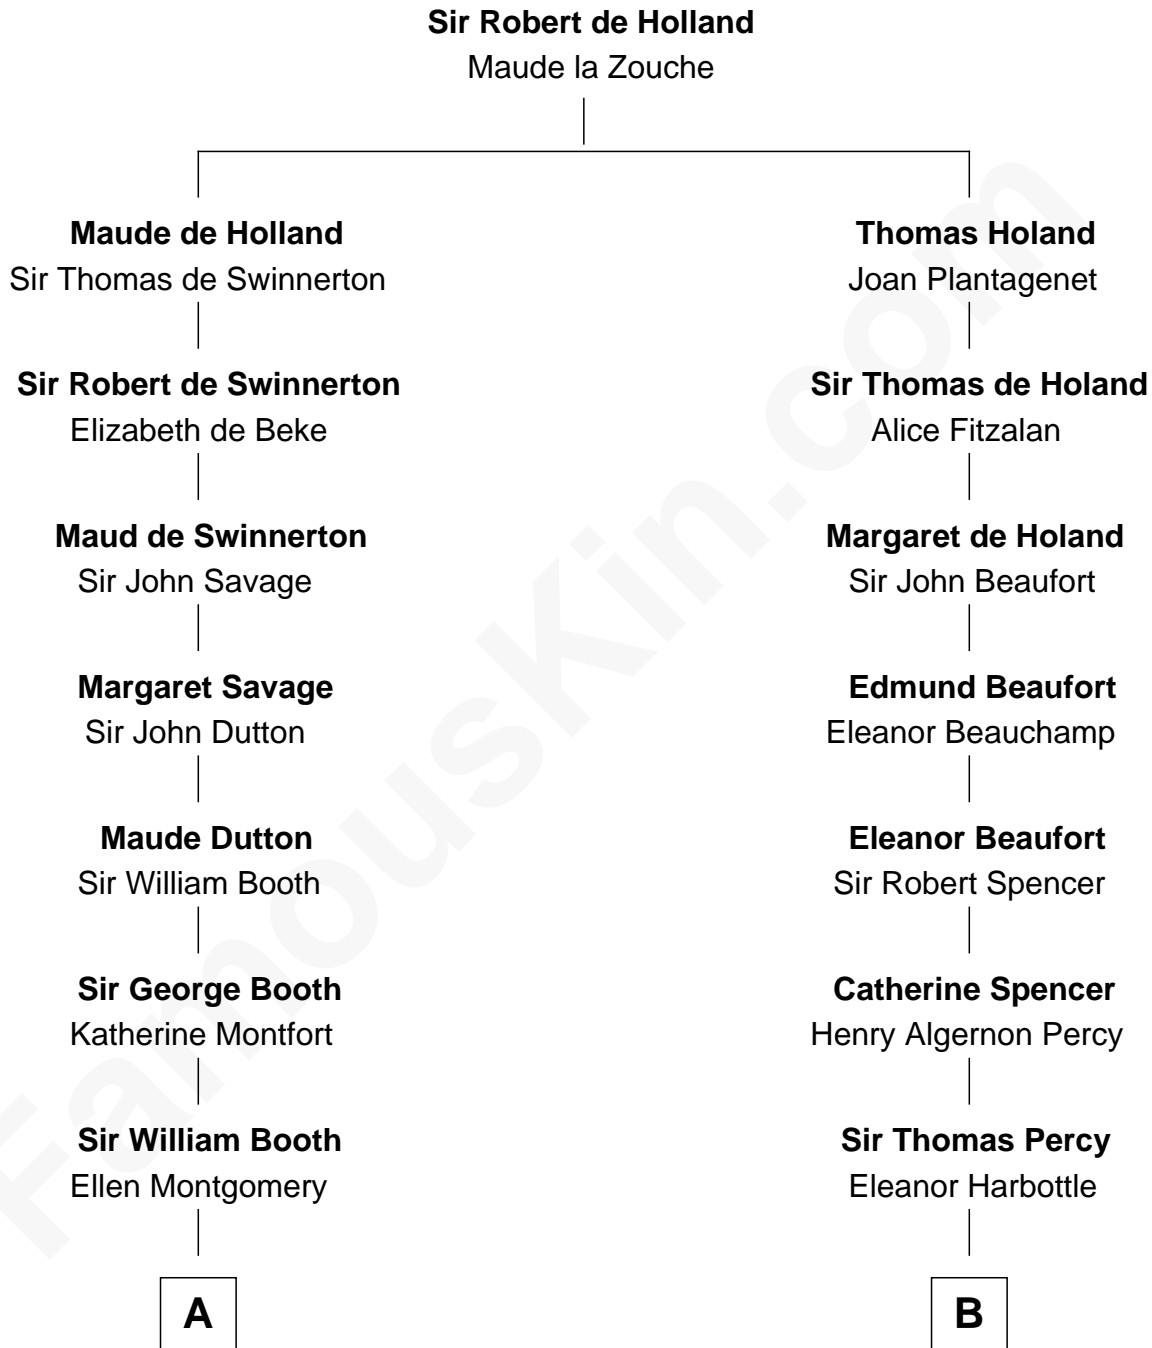 Sir Robert de Holland
Maude la Zouche
Maude de Holland
Sir Thomas de Swinnerton
Thomas Holand
Joan Plantagenet
Sir Robert de Swinnerton
Elizabeth de Beke
Sir Thomas de Holand
Alice Fitzalan
Maud de Swinnerton
Sir John Savage
Margaret de Holand
Sir John Beaufort
Margaret Savage
Sir John Dutton
Edmund Beaufort
Eleanor Beauchamp
Maude Dutton
Sir William Booth
Eleanor Beaufort
Sir Robert Spencer
Sir George Booth
Katherine Montfort
Catherine Spencer
Henry Algernon Percy
Sir William Booth
Ellen Montgomery
Sir Thomas Percy
Eleanor Harbottle
A
B
FamousKin.com